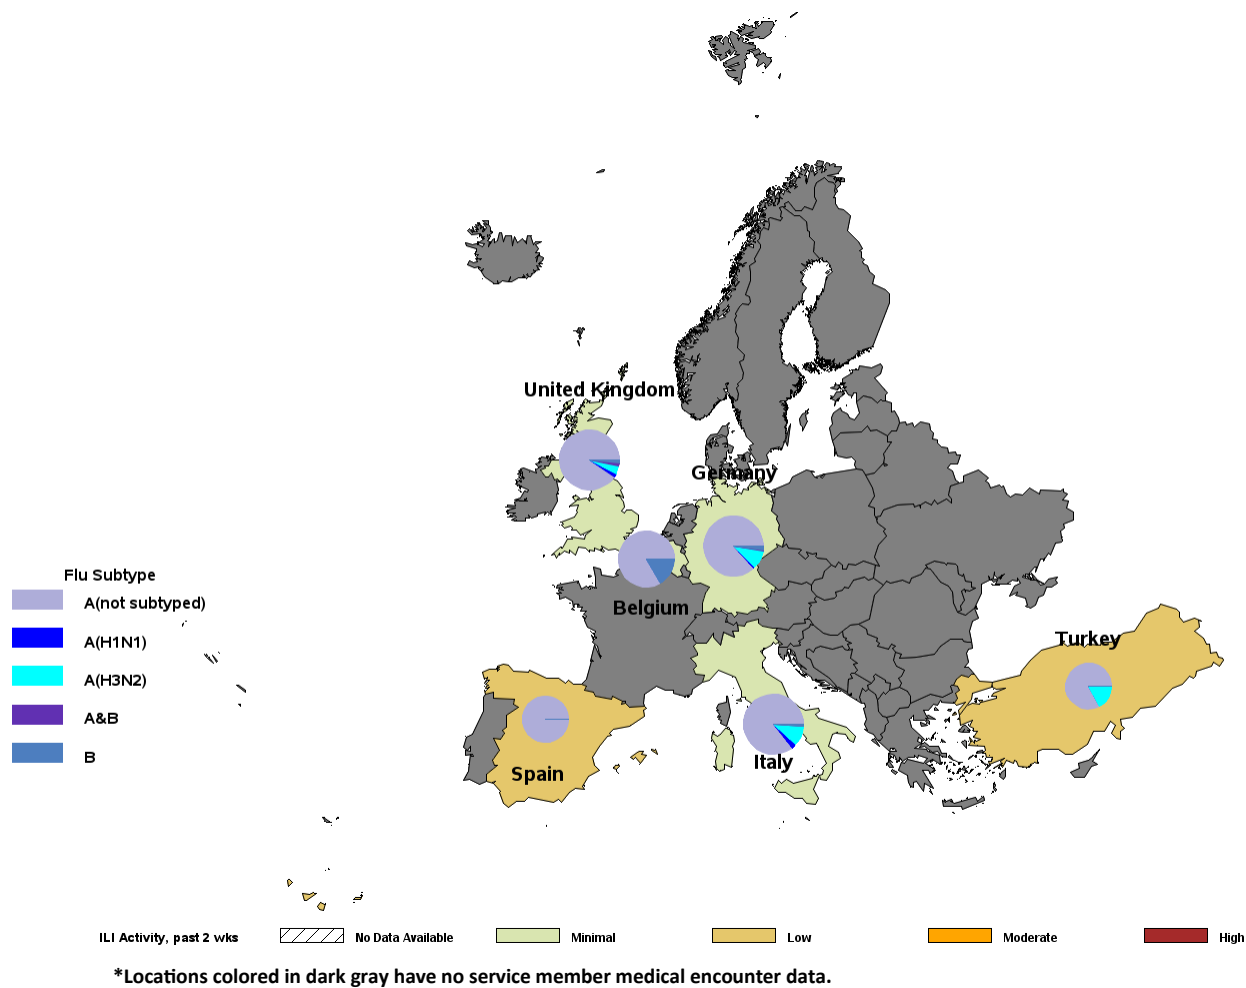 United Kingdom
Germany
Belgium
Flu Subtype
A(not subtyped)
A(H1N1)
A(H3N2)
A&B
B
Turkey
Spain
Italy
ILI Activity, past 2 wks
No Data Available
Minimal
Low
Moderate
High
*Locations colored in dark gray have no service member medical encounter data.